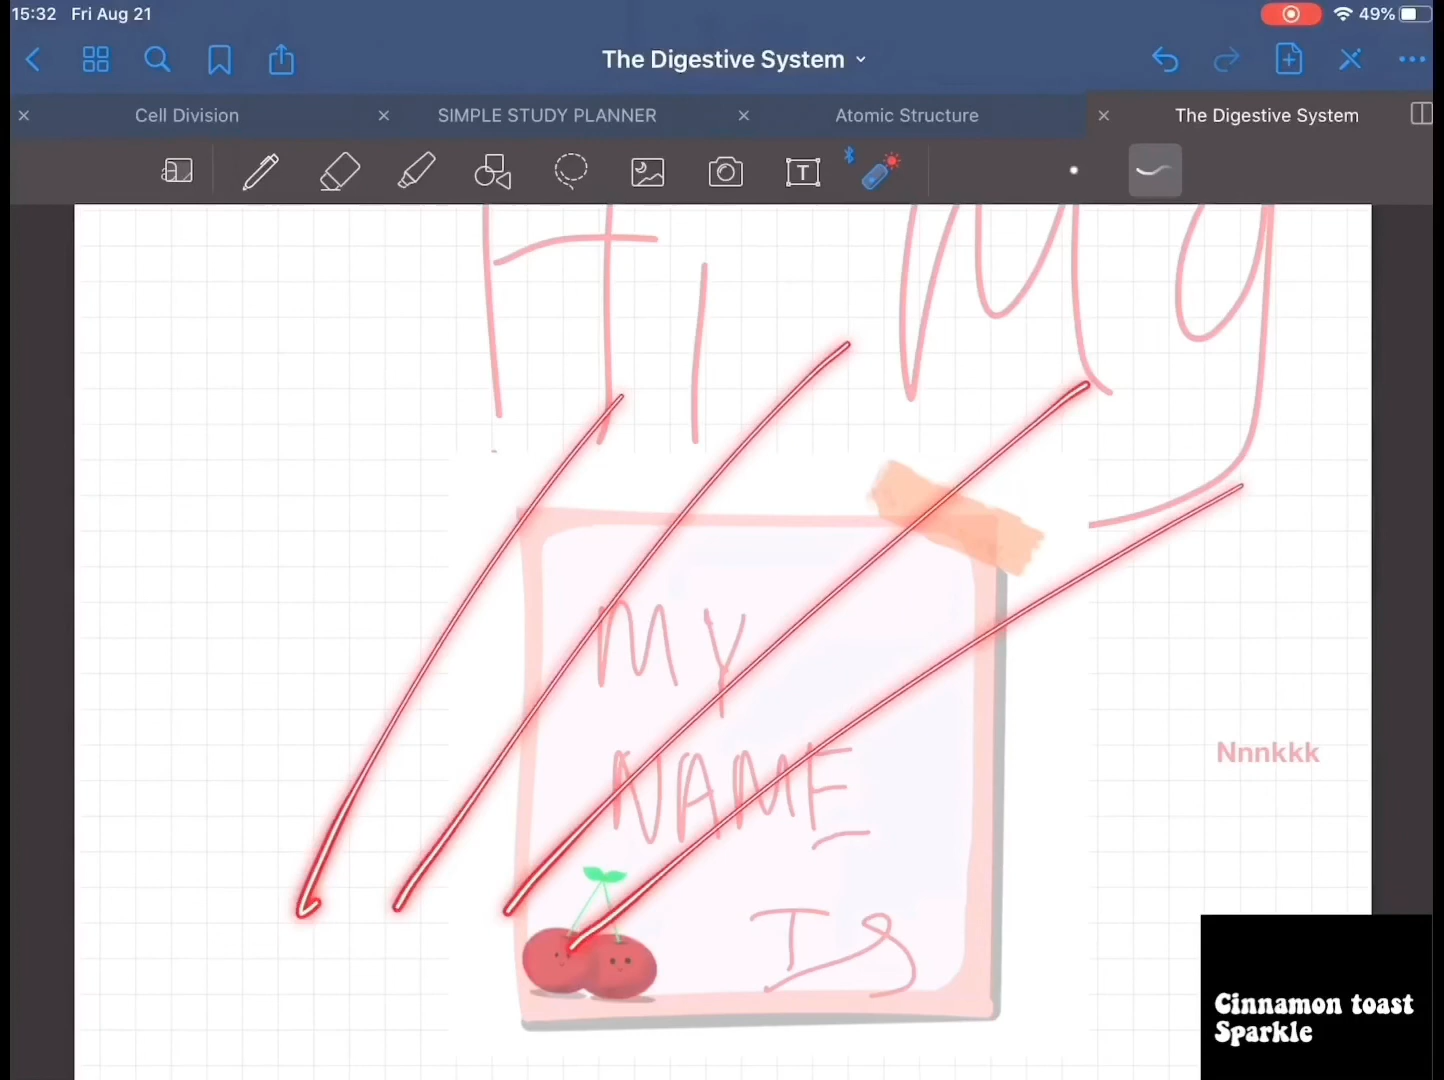 15:32 Fri Aug 21
49%
The Digestive System
Cell Division
SIMPLE STUDY PLANNER
Atomic Structure
The Digestive System
T
Hi My
MY
NAME
IS
Nnnkkk
Cinnamon toast
Sparkle